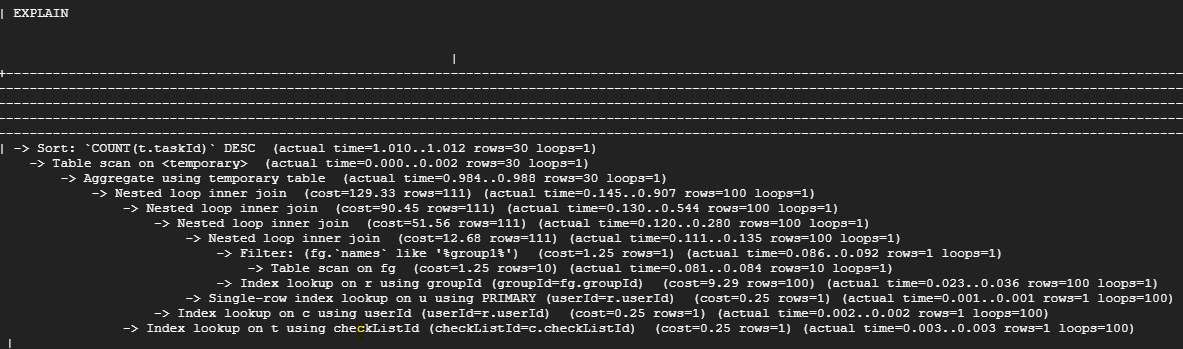 | EXPLAIN
|
+------------------------------------------------------------------------------------------------------------------------------------------------------
------------------------------------------------------------------------------------------------------------------------------------------------------
------------------------------------------------------------------------------------------------------------------------------------------------------
------------------------------------------------------------------------------------------------------------------------------------------------------
------------------------------------------------------------------------------------------------------------------------------------------------------
| -> Sort: `COUNT(t.taskId)` DESC  (actual time=1.010..1.012 rows=30 loops=1)
    -> Table scan on <temporary>  (actual time=0.000..0.002 rows=30 loops=1)
        -> Aggregate using temporary table  (actual time=0.984..0.988 rows=30 loops=1)
            -> Nested loop inner join  (cost=129.33 rows=111) (actual time=0.145..0.907 rows=100 loops=1)
                -> Nested loop inner join  (cost=90.45 rows=111) (actual time=0.130..0.544 rows=100 loops=1)
                    -> Nested loop inner join  (cost=51.56 rows=111) (actual time=0.120..0.280 rows=100 loops=1)
                        -> Nested loop inner join  (cost=12.68 rows=111) (actual time=0.111..0.135 rows=100 loops=1)
                            -> Filter: (fg.`names` like '%group1%')  (cost=1.25 rows=1) (actual time=0.086..0.092 rows=1 loops=1)
                                -> Table scan on fg  (cost=1.25 rows=10) (actual time=0.081..0.084 rows=10 loops=1)
                            -> Index lookup on r using groupId (groupId=fg.groupId)  (cost=9.29 rows=100) (actual time=0.023..0.036 rows=100 loops=1)
                        -> Single-row index lookup on u using PRIMARY (userId=r.userId)  (cost=0.25 rows=1) (actual time=0.001..0.001 rows=1 loops=100)
                    -> Index lookup on c using userId (userId=r.userId)  (cost=0.25 rows=1) (actual time=0.002..0.002 rows=1 loops=100)
                -> Index lookup on t using checkListId (checkListId=c.checkListId)  (cost=0.25 rows=1) (actual time=0.003..0.003 rows=1 loops=100)
|